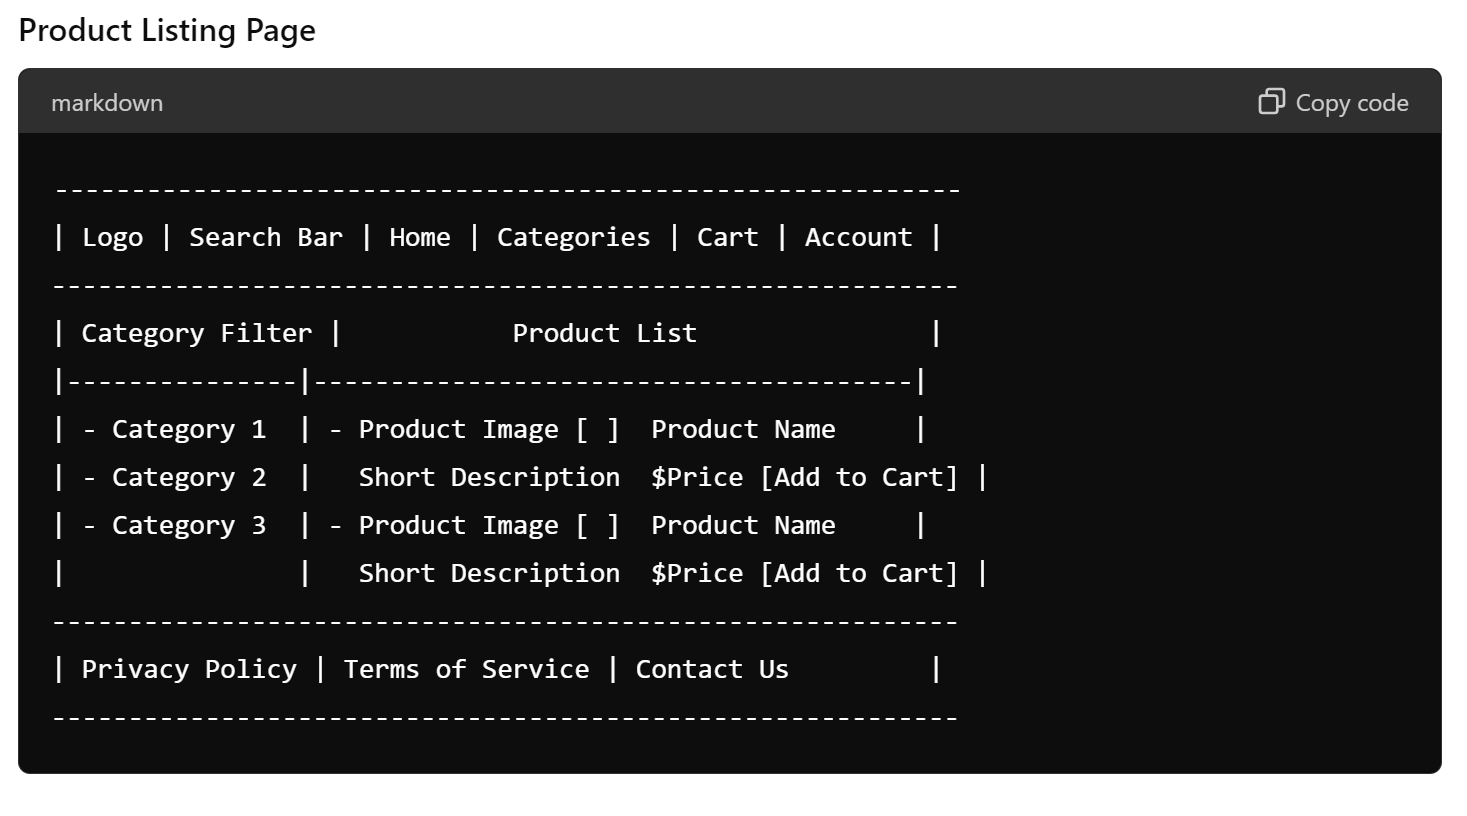 Product Listing Page
markdown
Copy code
-----------------------------------------------------------
| Logo | Search Bar | Home | Categories | Cart | Account |
-----------------------------------------------------------
| Category Filter |           Product List               |
|---------------|---------------------------------------|
| - Category 1  | - Product Image [ ]  Product Name     |
| - Category 2  |   Short Description  $Price [Add to Cart] |
| - Category 3  | - Product Image [ ]  Product Name     |
|               |   Short Description  $Price [Add to Cart] |
-----------------------------------------------------------
| Privacy Policy | Terms of Service | Contact Us         |
-----------------------------------------------------------